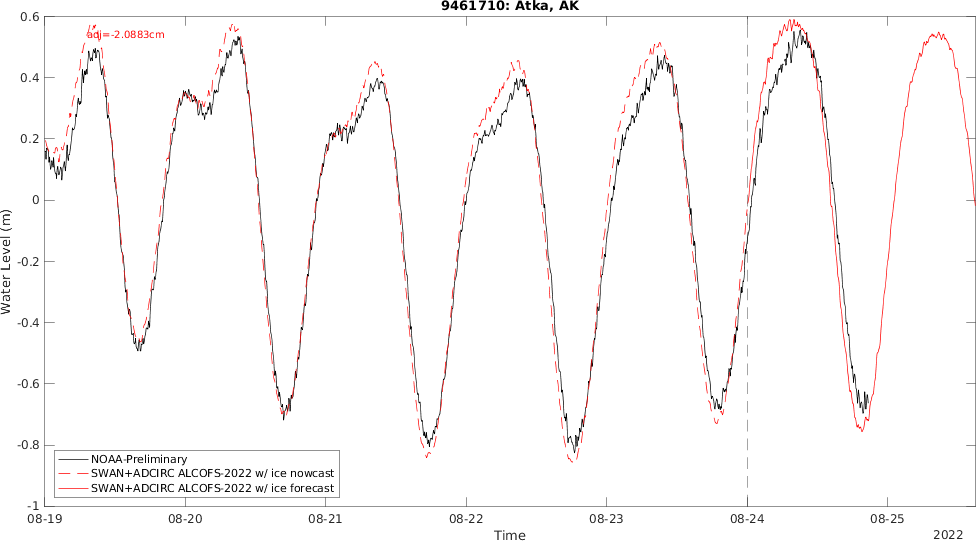 9461710: Atka, AK
adj=-2.0883cm
0.6
0.4
0.2
0
-0.2
-0.4
-0.6
-0.8
-1
Water Level (m)
NOAA-Preliminary
SWAN+ADCIRC ALCOFS-2022 w/ ice nowcast
SWAN+ADCIRC ALCOFS-2022 w/ ice forecast
08-19 08-20 08-21 08-22 08-23 08-24 08-25
Time
2022